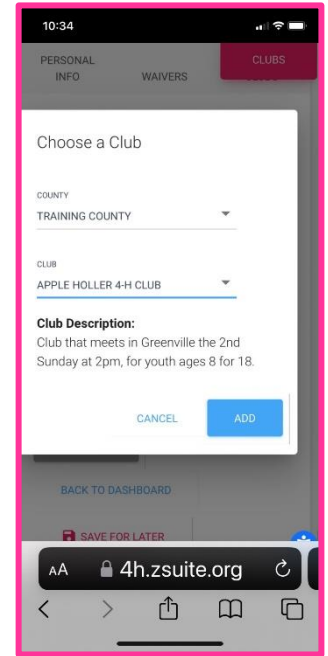 10:34
PERSONAL
INFO
WAIVERS
CLUBS
Choose a Club
COUNTY
TRAINING COUNTY
CLUB
APPLE HOLLER 4-H CLUB
Club Description:
Club that meets in Greenville the 2nd
Sunday at 2pm, for youth ages 8 for 18.
CANCEL
ADD
BACK TO DASHBOARD
SAVE FOR LATER
AA
4h.zsuite.org